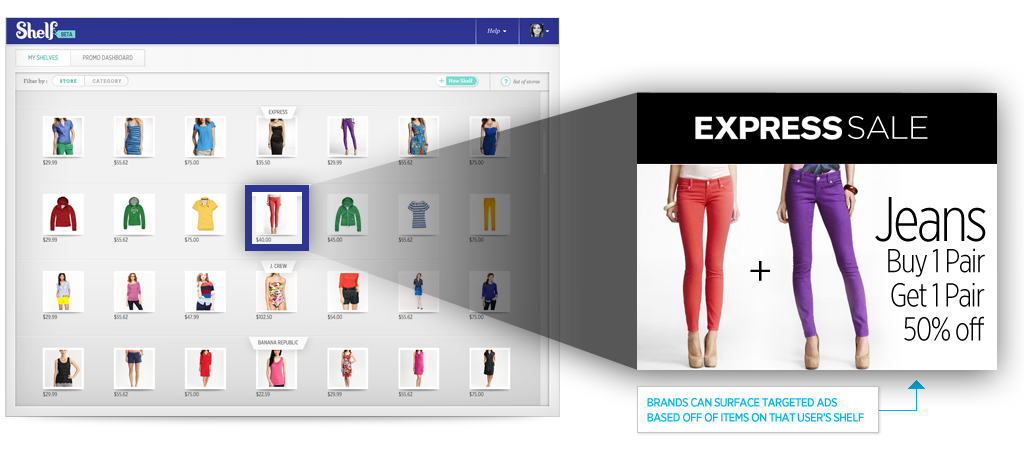 Shelf BETA
Help
MY SHELVES PROMO DASHBOARD
Filter by : STORE CATEGORY + New Shelf ? list of stores
EXPRESS
$29.99 $55.62 $75.00 $35.50 $29.99 $55.62 $75.00
$29.99 $55.62 $75.00 $40.00 $45.00 $55.62 $75.00
J. CREW
$29.99 $55.62 $47.99 $102.50 $54.00 $55.62 $75.00
BANANA REPUBLIC
$29.99 $55.62 $75.00 $22.59 $29.99 $55.62 $75.00
EXPRESS SALE
Jeans
+
Buy 1 Pair
Get 1 Pair
50% off
BRANDS CAN SURFACE TARGETED ADS
BASED OFF OF ITEMS ON THAT USER'S SHELF